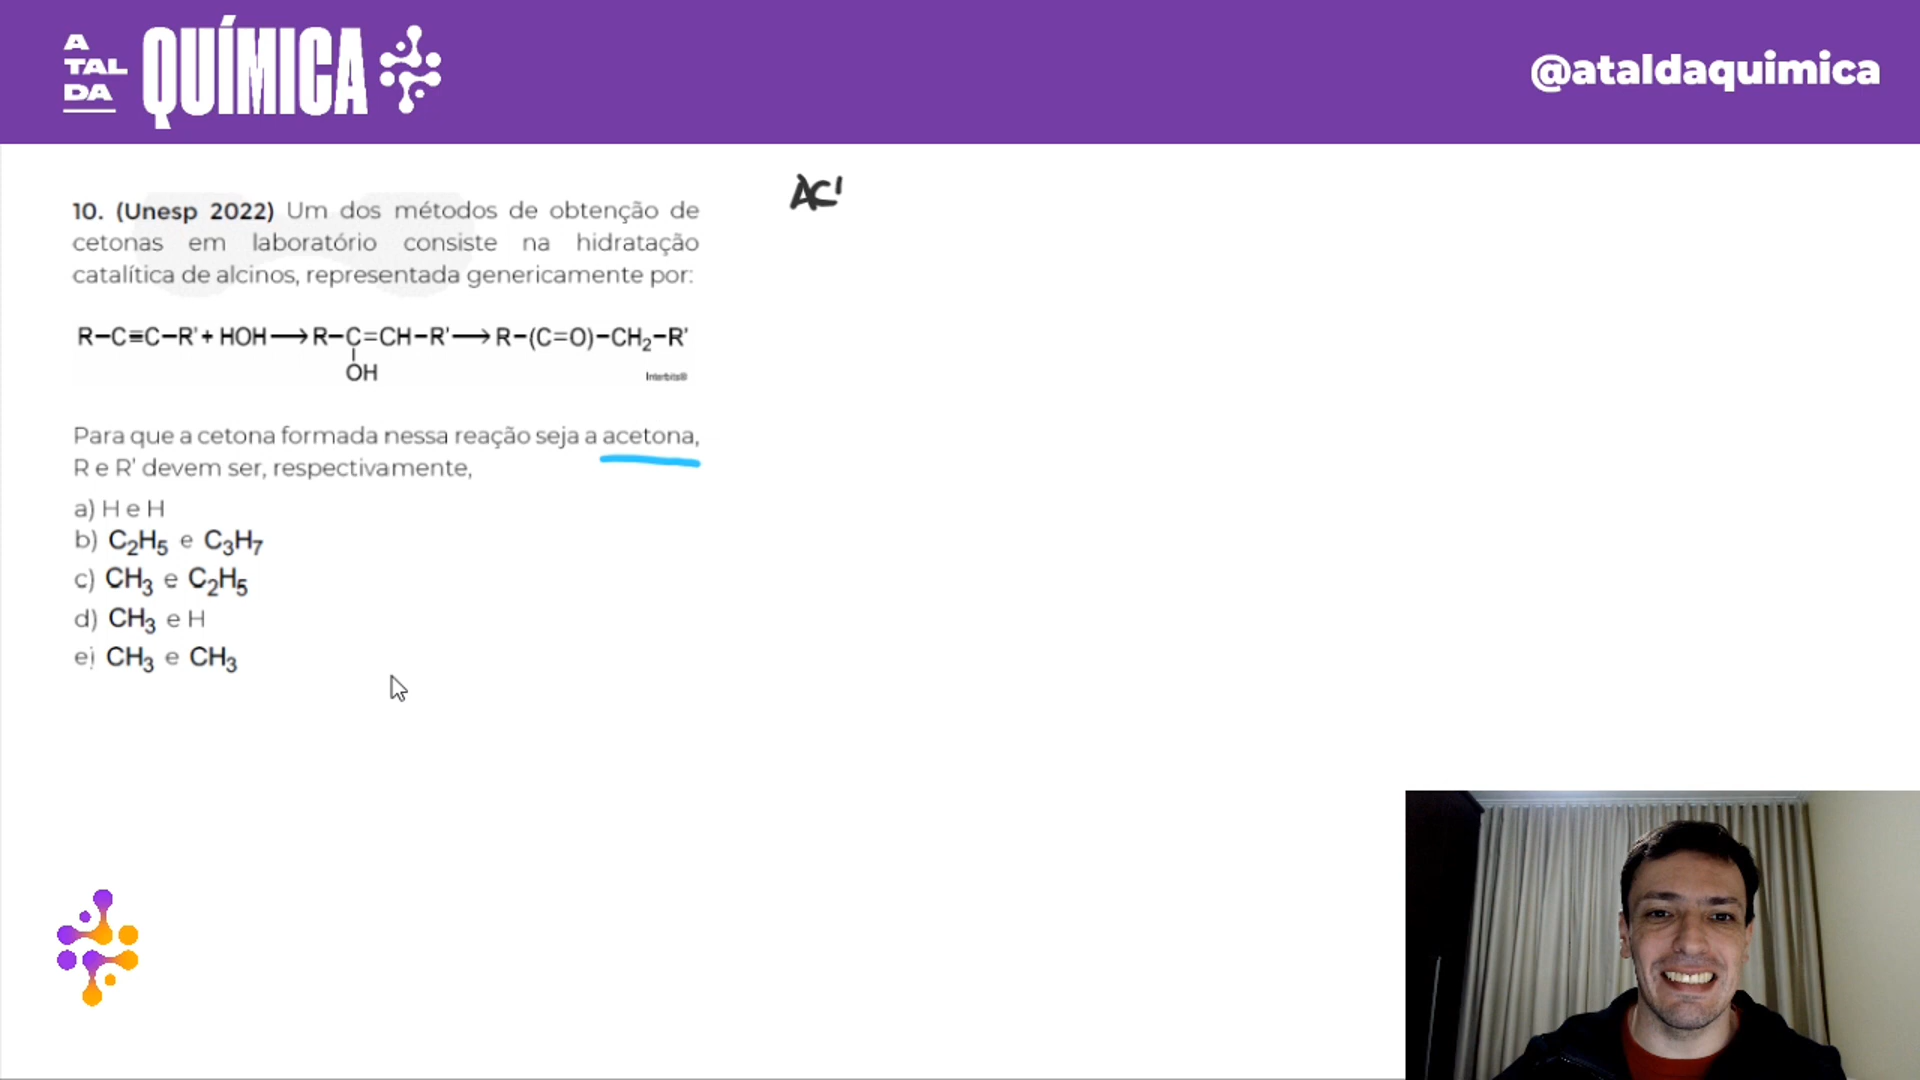 A
TAL
DA
QUÍMICA
@ataldaquimica
10. (Unesp 2022) Um dos métodos de obtenção de
cetonas em laboratório consiste na hidratação
catalítica de alcinos, representada genericamente por:
R–C≡C–R' + HOH ⟶ R–C=CH–R' ⟶ R–(C=O)–CH₂–R'
OH
Interbits®
Para que a cetona formada nessa reação seja a acetona,
R e R' devem ser, respectivamente,
a) H e H
b) C₂H₅ e C₃H₇
c) CH₃ e C₂H₅
d) CH₃ e H
e) CH₃ e CH₃
AC'